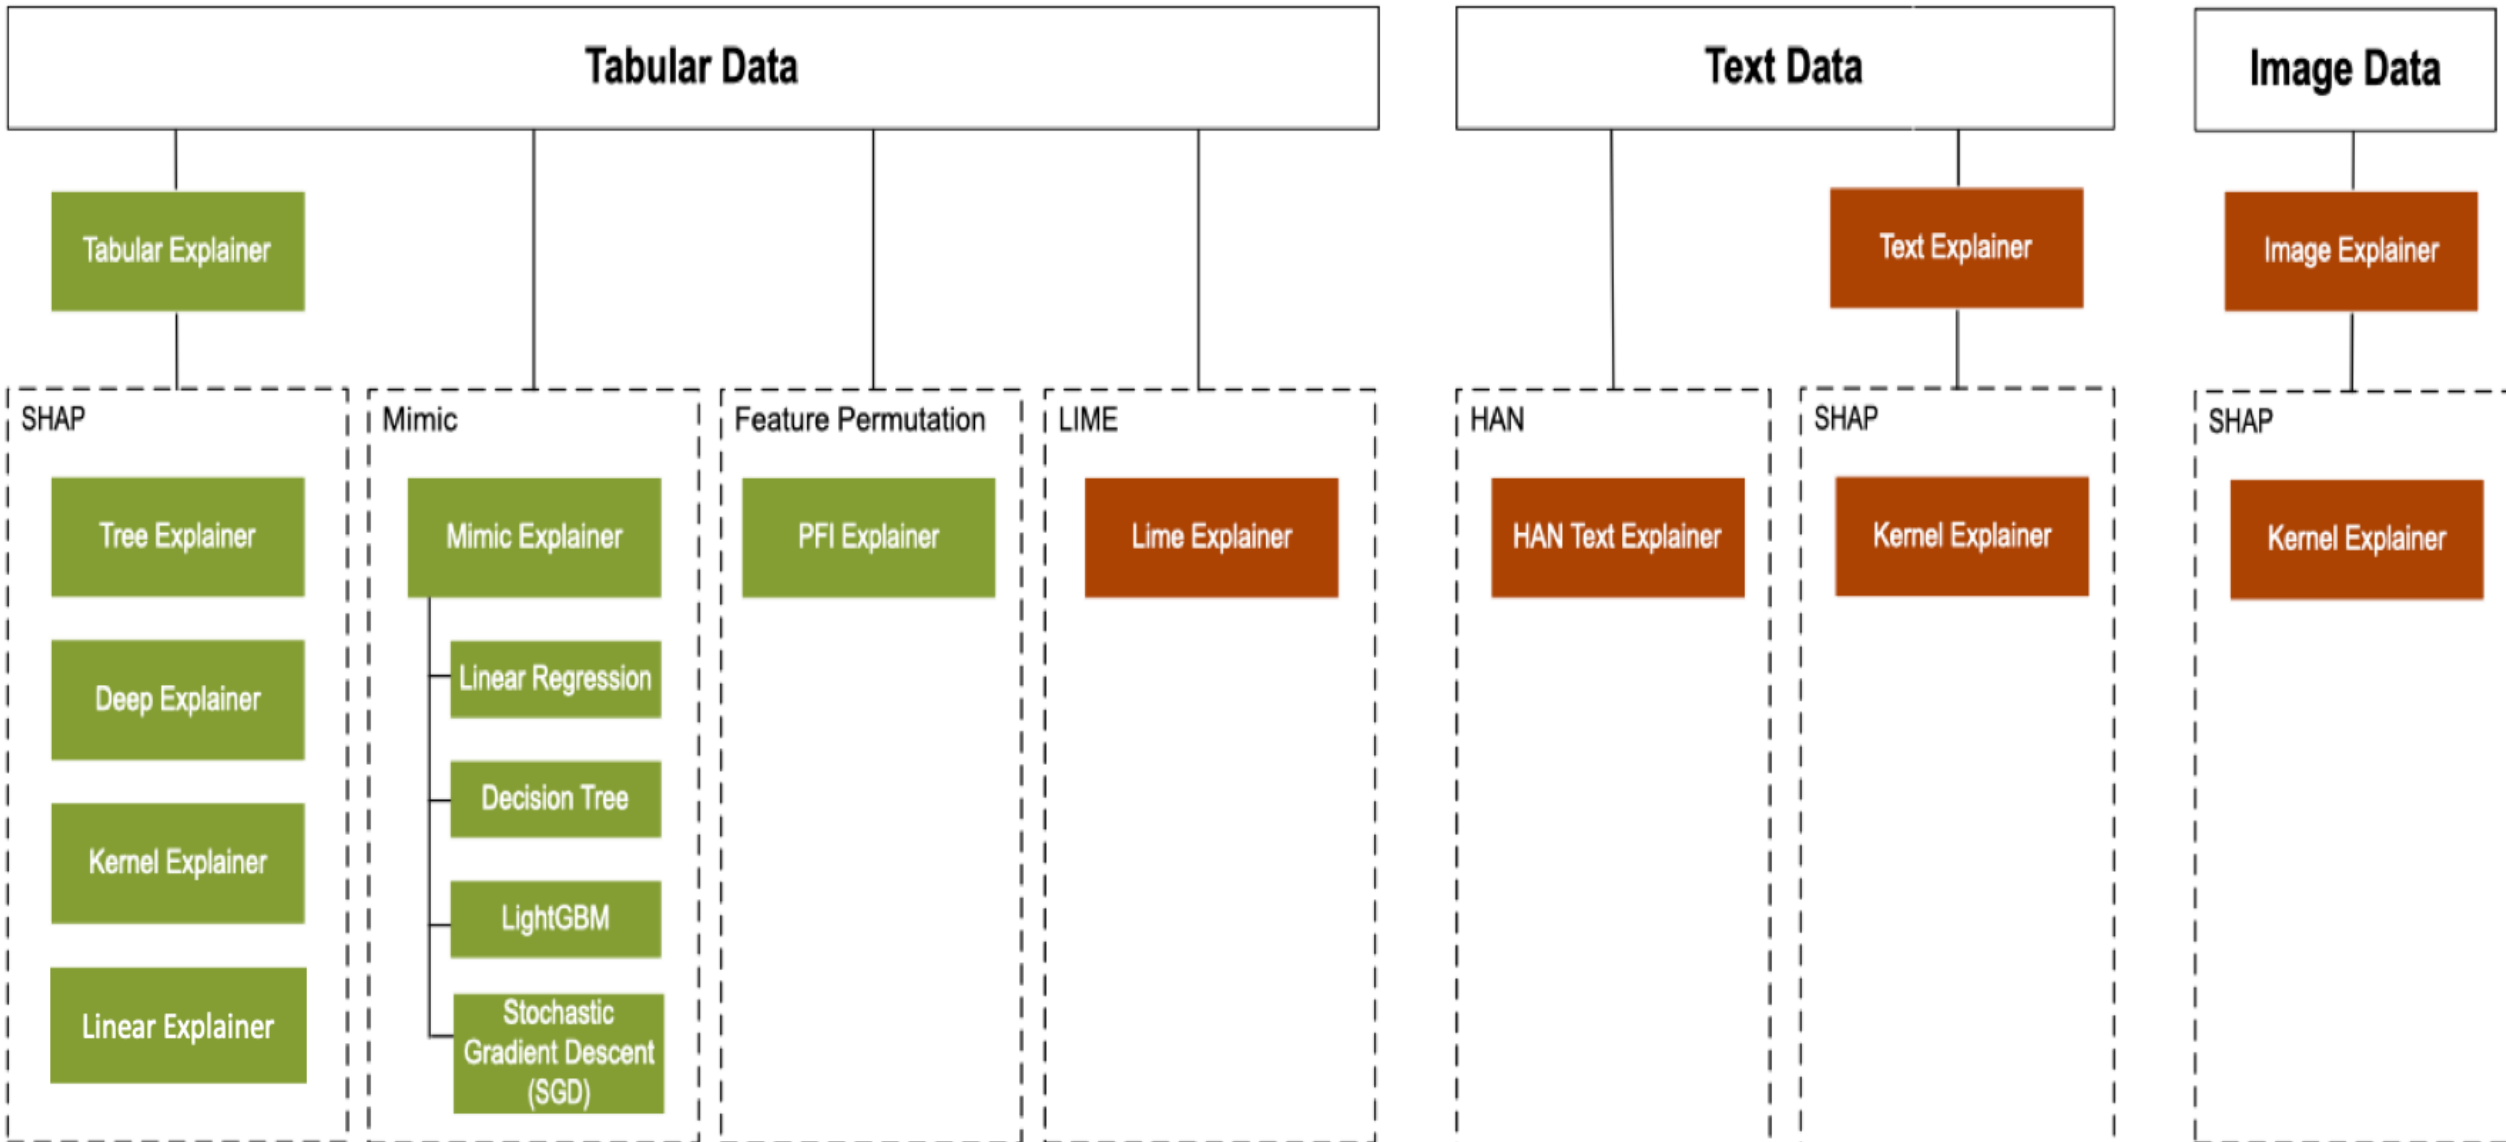 Tabular Data
Text Data
Image Data
Tabular Explainer
Text Explainer
Image Explainer
SHAP
Tree Explainer
Deep Explainer
Kernel Explainer
Linear Explainer
Mimic
Mimic Explainer
Linear Regression
Decision Tree
LightGBM
Stochastic
Gradient Descent
(SGD)
Feature Permutation
PFI Explainer
LIME
Lime Explainer
HAN
HAN Text Explainer
SHAP
Kernel Explainer
SHAP
Kernel Explainer